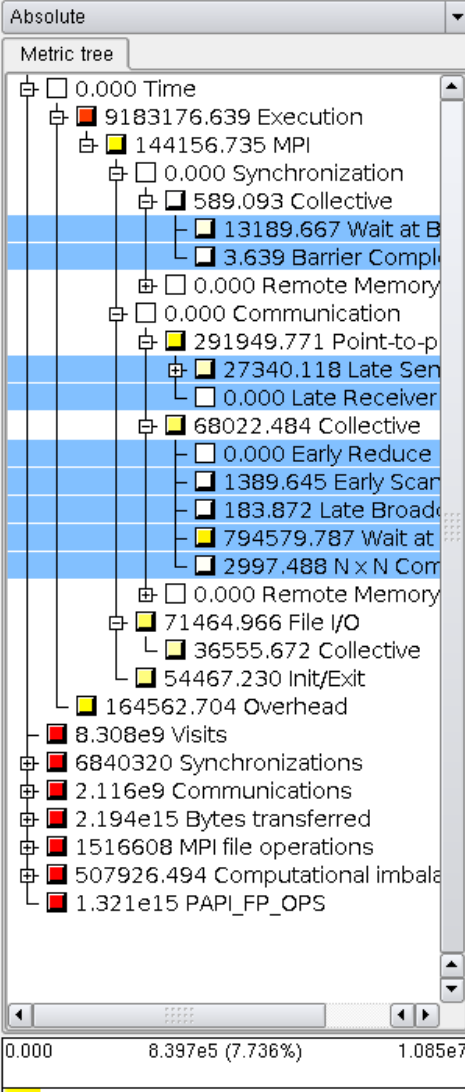 Absolute
Metric tree
0.000 Time
9183176.639 Execution
144156.735 MPI
0.000 Synchronization
589.093 Collective
13189.667 Wait at B
3.639 Barrier Compl
0.000 Remote Memory
0.000 Communication
291949.771 Point-to-p
27340.118 Late Sen
0.000 Late Receiver
68022.484 Collective
0.000 Early Reduce
1389.645 Early Scan
183.872 Late Broadc
794579.787 Wait at
2997.488 N x N Com
0.000 Remote Memory
71464.966 File I/O
36555.672 Collective
54467.230 Init/Exit
164562.704 Overhead
8.308e9 Visits
6840320 Synchronizations
2.116e9 Communications
2.194e15 Bytes transferred
1516608 MPI file operations
507926.494 Computational imbala
1.321e15 PAPI_FP_OPS
0.000 8.397e5 (7.736%) 1.085e7